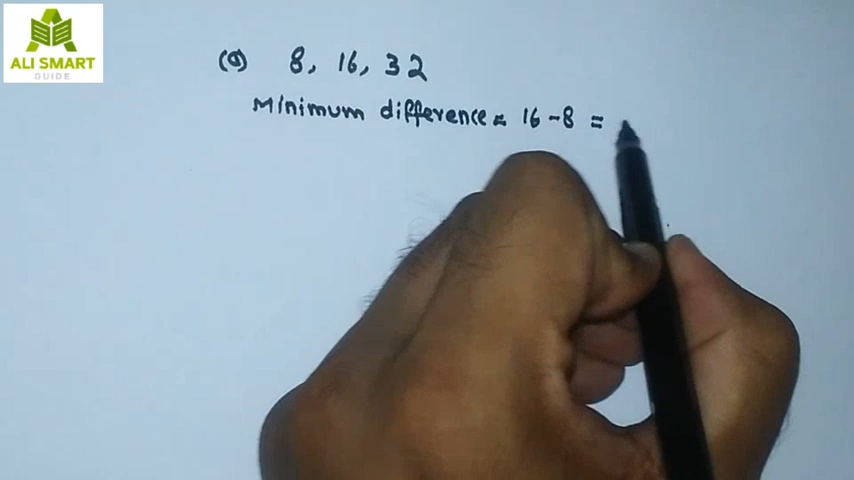 ALI SMART
GUIDE
(a) 8, 16, 32
Minimum difference = 16 - 8 =